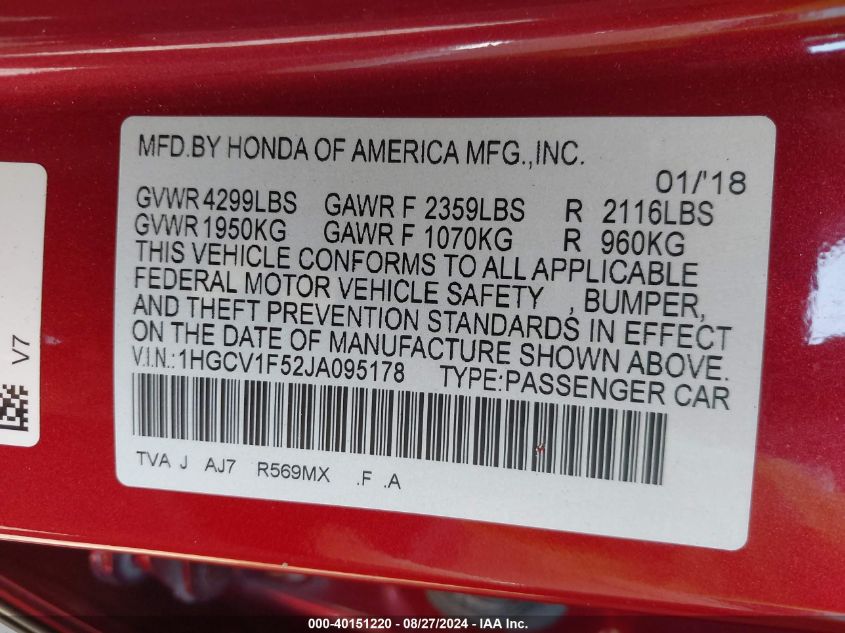 MFD.BY HONDA OF AMERICA MFG.,INC.
01/'18
GVWR 4299LBS GAWR F 2359LBS R 2116LBS
GVWR 1950KG GAWR F 1070KG R 960KG
THIS VEHICLE CONFORMS TO ALL APPLICABLE
FEDERAL MOTOR VEHICLE SAFETY , BUMPER,
AND THEFT PREVENTION STANDARDS IN EFFECT
ON THE DATE OF MANUFACTURE SHOWN ABOVE.
V.I.N.:1HGCV1F52JA095178 TYPE:PASSENGER CAR
TVA J AJ7 R569MX .F .A
V7
000-40151220 - 08/27/2024 - IAA Inc.